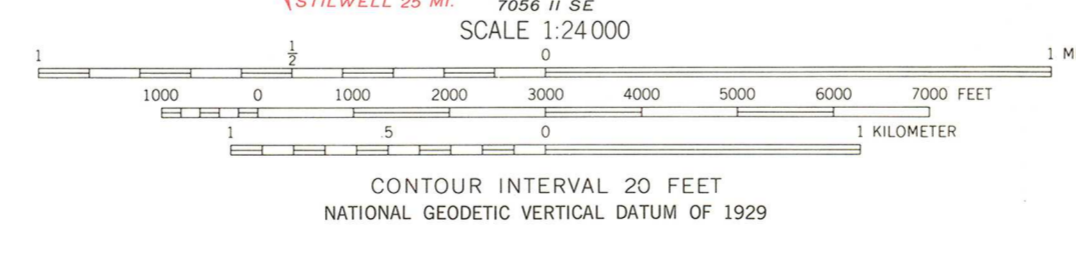 STILWELL 25 MI. 7056 II SE
SCALE 1:24 000
1 1/2 0 1 M
1000 0 1000 2000 3000 4000 5000 6000 7000 FEET
1 .5 0 1 KILOMETER
CONTOUR INTERVAL 20 FEET
NATIONAL GEODETIC VERTICAL DATUM OF 1929